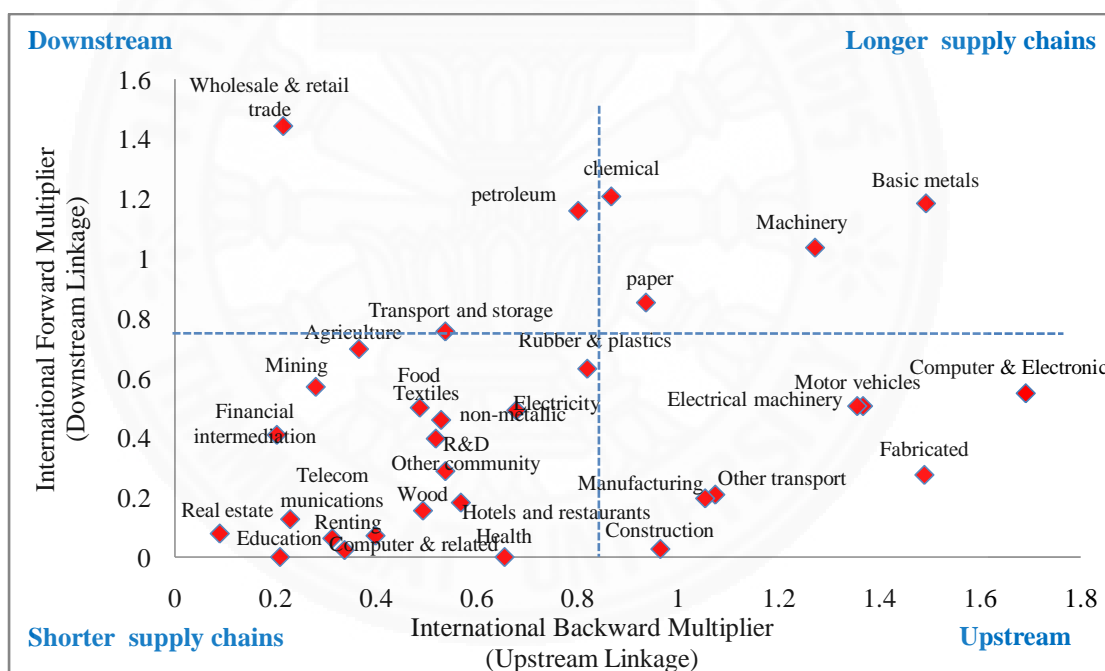 Downstream
Longer supply chains
1.6
1.4
1.2
1
0.8
0.6
0.4
0.2
0
International Forward Multiplier
(Downstream Linkage)
Wholesale & retail
trade
chemical
petroleum
Basic metals
Machinery
paper
Transport and storage
Agriculture
Rubber & plastics
Mining
Computer & Electronic
Food
Motor vehicles
Textiles
Electricity
Electrical machinery
non-metallic
Financial
intermediation
R&D
Fabricated
Other community
Telecom
munications
Manufacturing
Other transport
Wood
Real estate
Hotels and restaurants
Renting
Construction
Education
Computer & related
Health
0 0.2 0.4 0.6 0.8 1 1.2 1.4 1.6 1.8
International Backward Multiplier
(Upstream Linkage)
Shorter supply chains
Upstream